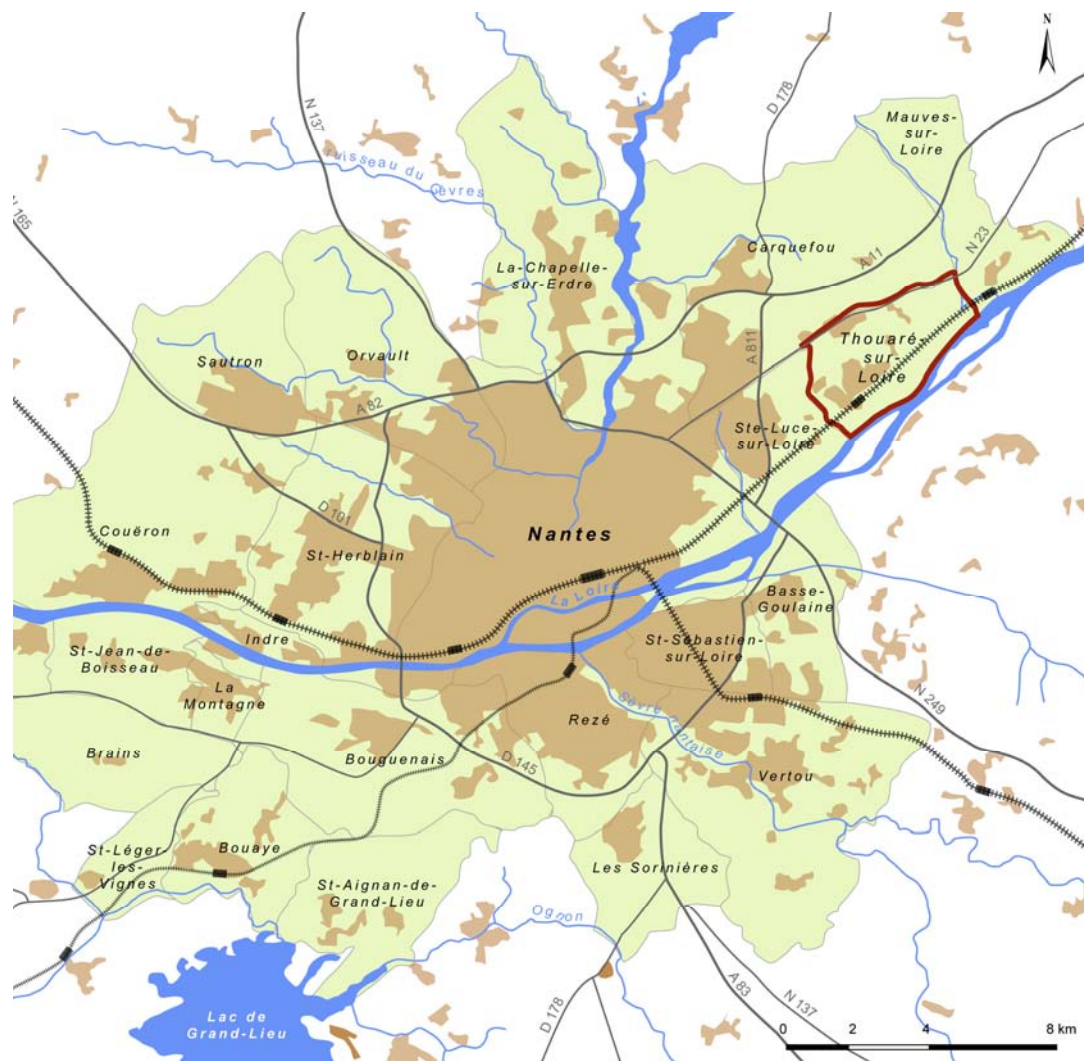 N
N 137
D 178
L'
Mauves-
sur-
Loire
ruisseau du Gèvres
N 165
Carquefou
A 11
N 23
La-Chapelle-
sur-Erdre
Thouaré-
sur-
Loire
A 811
Orvault
Sautron
A 82
Ste-Luce-
sur-Loire
D 101
Nantes
Couëron
St-Herblain
La Loire
Basse-
Goulaine
Indre
St-Sébastien-
sur-Loire
St-Jean-de-
Boisseau
La
Montagne
N 249
Sèvre nantaise
Rezé
Brains
Bouguenais
D 145
Vertou
St-Léger-
les-
Vignes
Bouaye
Les Sorinières
St-Aignan-de-
Grand-Lieu
Ognon
A 83
N 137
D 178
Lac de
Grand-Lieu
0 2 4 8 km